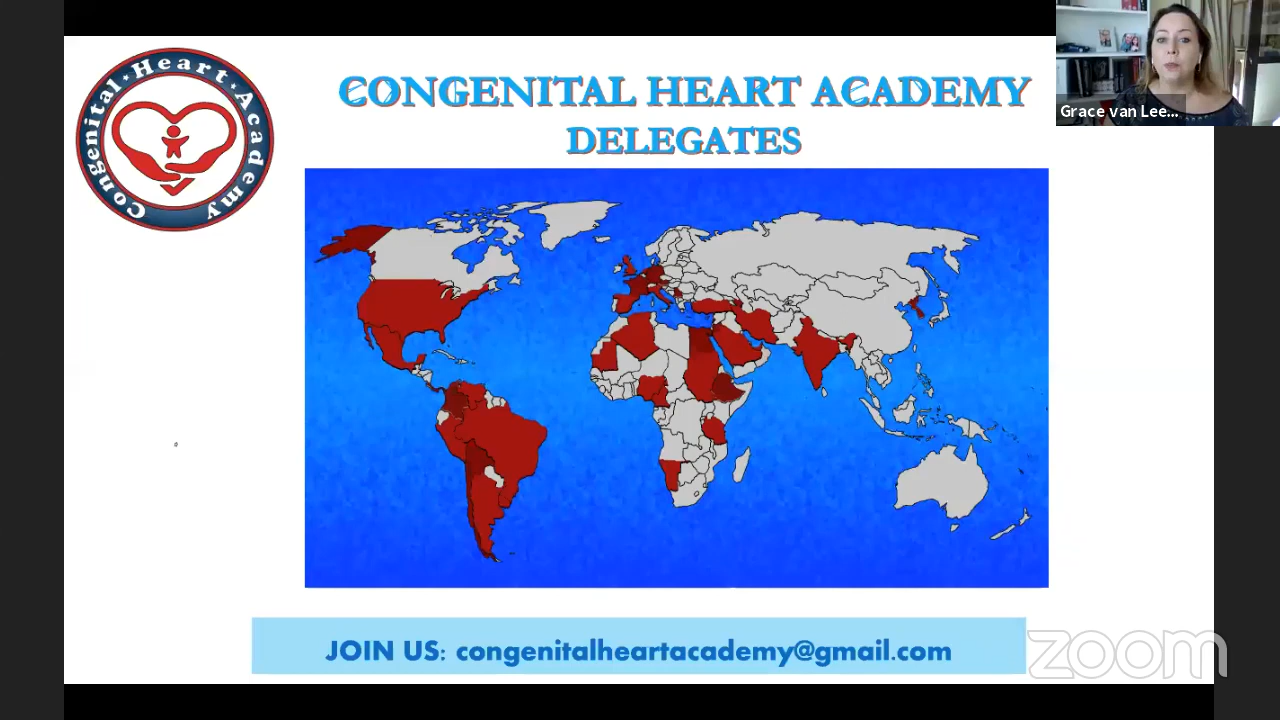 Congenital Heart Academy
CONGENITAL HEART ACADEMY
DELEGATES
Grace van Lee...
JOIN US: congenitalheartacademy@gmail.com
zoom